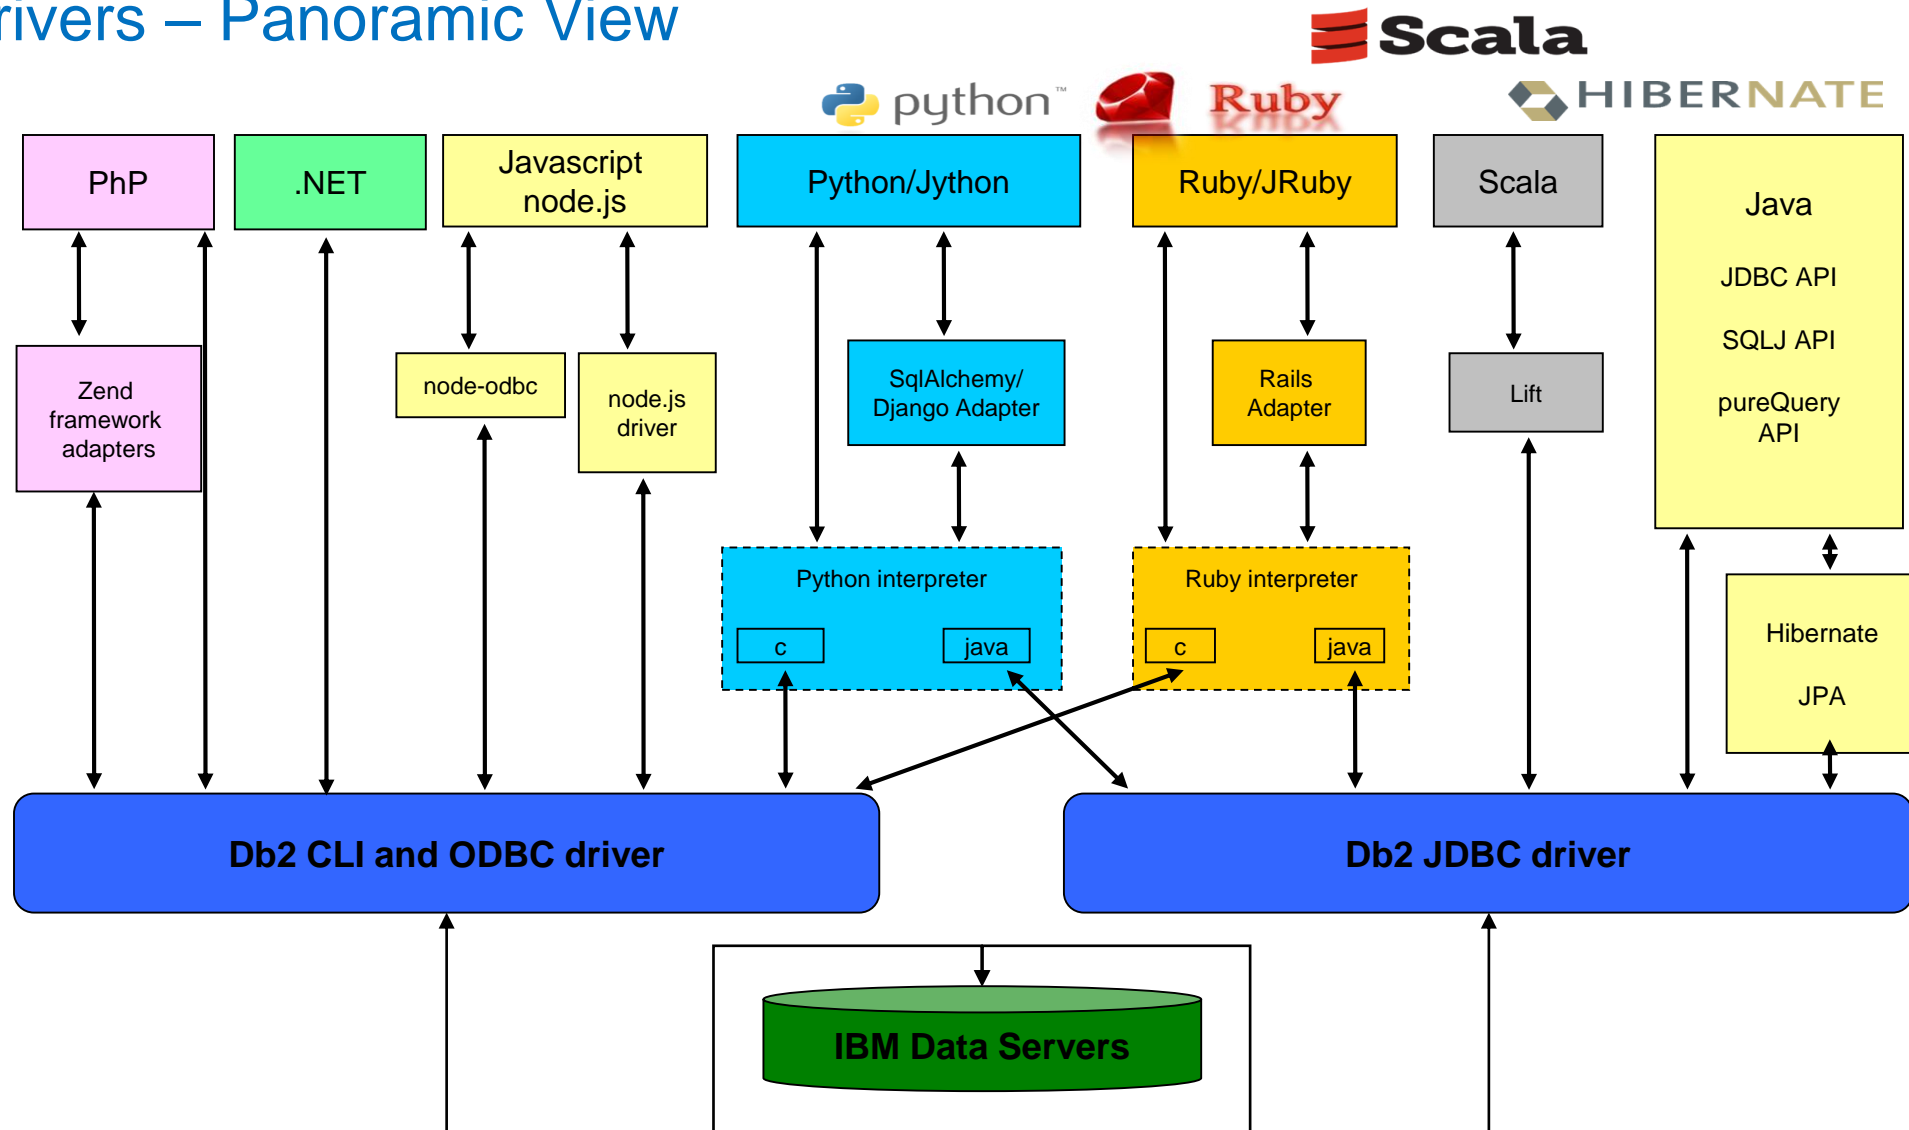 rivers – Panoramic View
Scala
python™
Ruby
HIBERNATE
PhP
.NET
Javascript
node.js
Python/Jython
Ruby/JRuby
Scala
Java
JDBC API
SQLJ API
pureQuery
API
Zend
framework
adapters
node-odbc
node.js
driver
SqlAlchemy/
Django Adapter
Rails
Adapter
Lift
Python interpreter
c
java
Ruby interpreter
c
java
Hibernate
JPA
Db2 CLI and ODBC driver
Db2 JDBC driver
IBM Data Servers